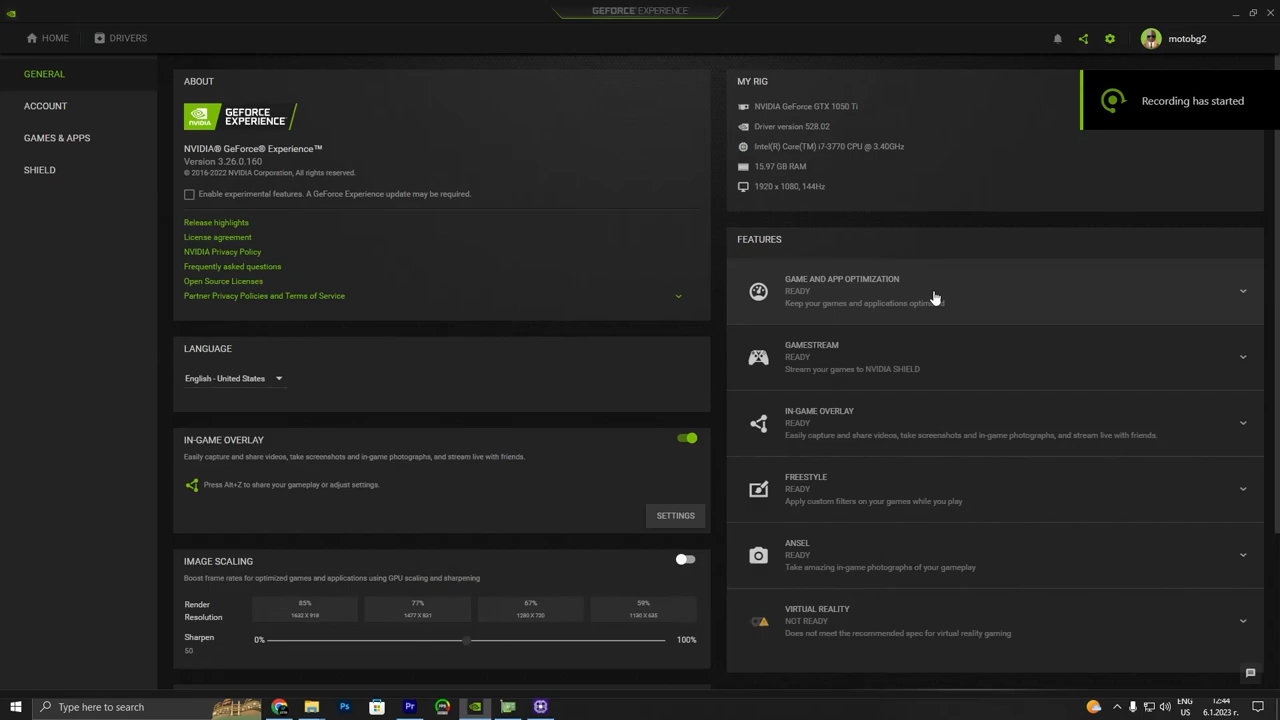 GEFORCE EXPERIENCE
HOME
DRIVERS
motobg2
GENERAL
ACCOUNT
GAMES & APPS
SHIELD
ABOUT
NVIDIA
GEFORCE
EXPERIENCE
NVIDIA® GeForce® Experience™
Version 3.26.0.160
© 2016-2022 NVIDIA Corporation, All rights reserved.
Enable experimental features. A GeForce Experience update may be required.
Release highlights
License agreement
NVIDIA Privacy Policy
Frequently asked questions
Open Source Licenses
Partner Privacy Policies and Terms of Service
LANGUAGE
English - United States
IN-GAME OVERLAY
Easily capture and share videos, take screenshots and in-game photographs, and stream live with friends.
Press Alt+Z to share your gameplay or adjust settings.
SETTINGS
IMAGE SCALING
Boost frame rates for optimized games and applications using GPU scaling and sharpening
Render
Resolution
85%
1632 X 918
77%
1477 X 831
67%
1280 X 720
59%
1130 X 635
Sharpen
50
0%
100%
MY RIG
NVIDIA GeForce GTX 1050 Ti
Driver version 528.02
Intel(R) Core(TM) i7-3770 CPU @ 3.40GHz
15.97 GB RAM
1920 x 1080, 144Hz
Recording has started
FEATURES
GAME AND APP OPTIMIZATION
READY
Keep your games and applications optimized
GAMESTREAM
READY
Stream your games to NVIDIA SHIELD
IN-GAME OVERLAY
READY
Easily capture and share videos, take screenshots and in-game photographs, and stream live with friends.
FREESTYLE
READY
Apply custom filters on your games while you play
ANSEL
READY
Take amazing in-game photographs of your gameplay
VIRTUAL REALITY
NOT READY
Does not meet the recommended spec for virtual reality gaming
Type here to search
Ps
Pr
FPS
ЕНГ
US
12:44
6.1.2023 г.